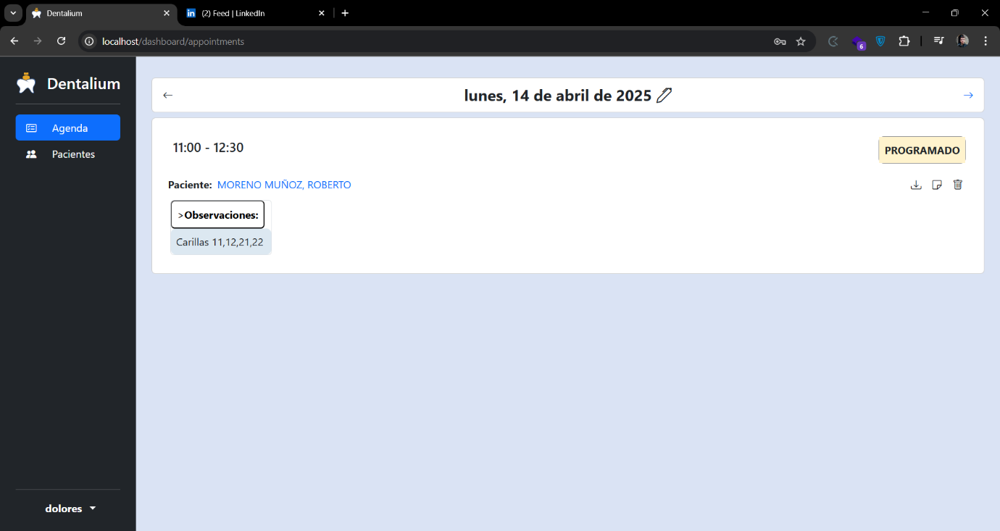 Dentalium
(2) Feed | LinkedIn
localhost/dashboard/appointments
6
Dentalium
Agenda
Pacientes
lunes, 14 de abril de 2025
11:00 - 12:30
PROGRAMADO
Paciente: MORENO MUÑOZ, ROBERTO
>Observaciones:
Carillas 11,12,21,22
dolores